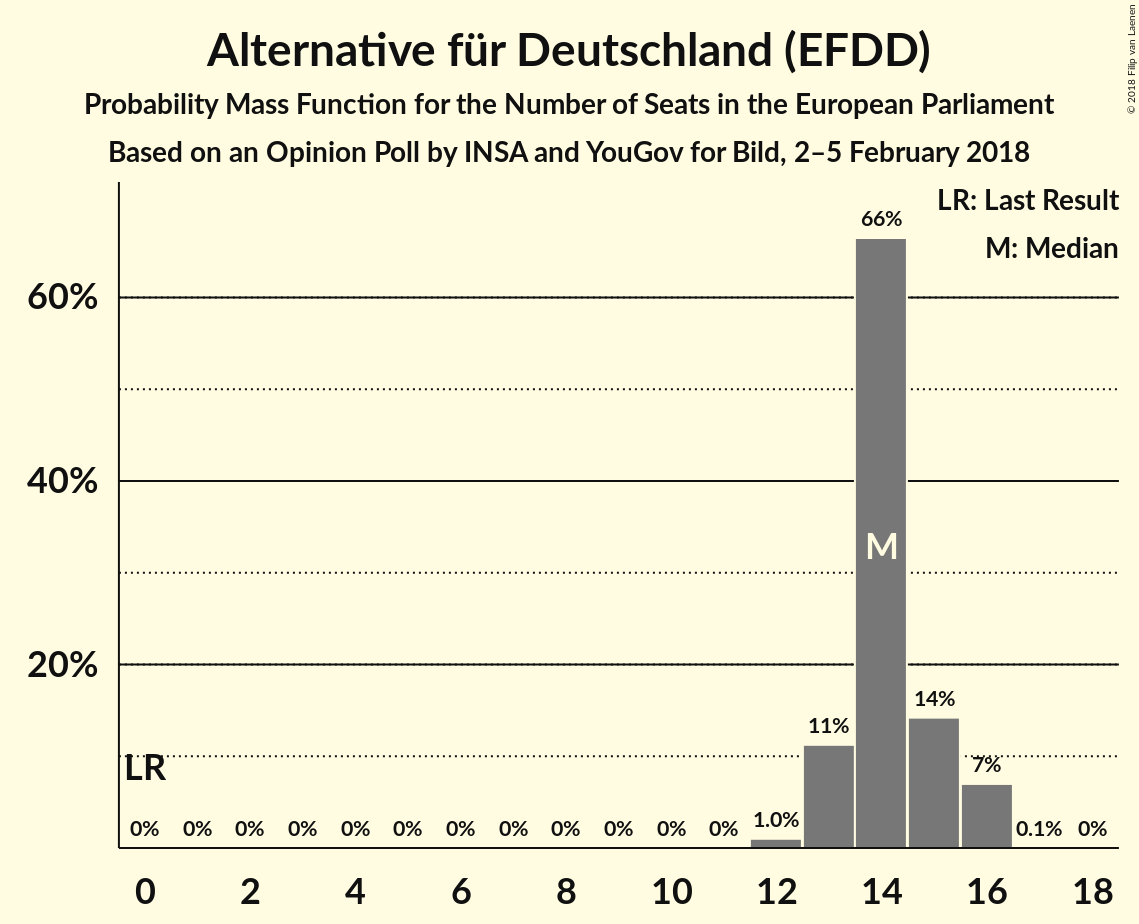 Alternative für Deutschland (EFDD)
Probability Mass Function for the Number of Seats in the European Parliament
Based on an Opinion Poll by INSA and YouGov for Bild, 2–5 February 2018
© 2018 Filip van Laenen
LR: Last Result
M: Median
66%
60%
40%
M
20%
14%
11%
LR
7%
0% 0% 0% 0% 0% 0% 0% 0% 0% 0% 0% 0% 1.0% 0.1% 0%
0 2 4 6 8 10 12 14 16 18